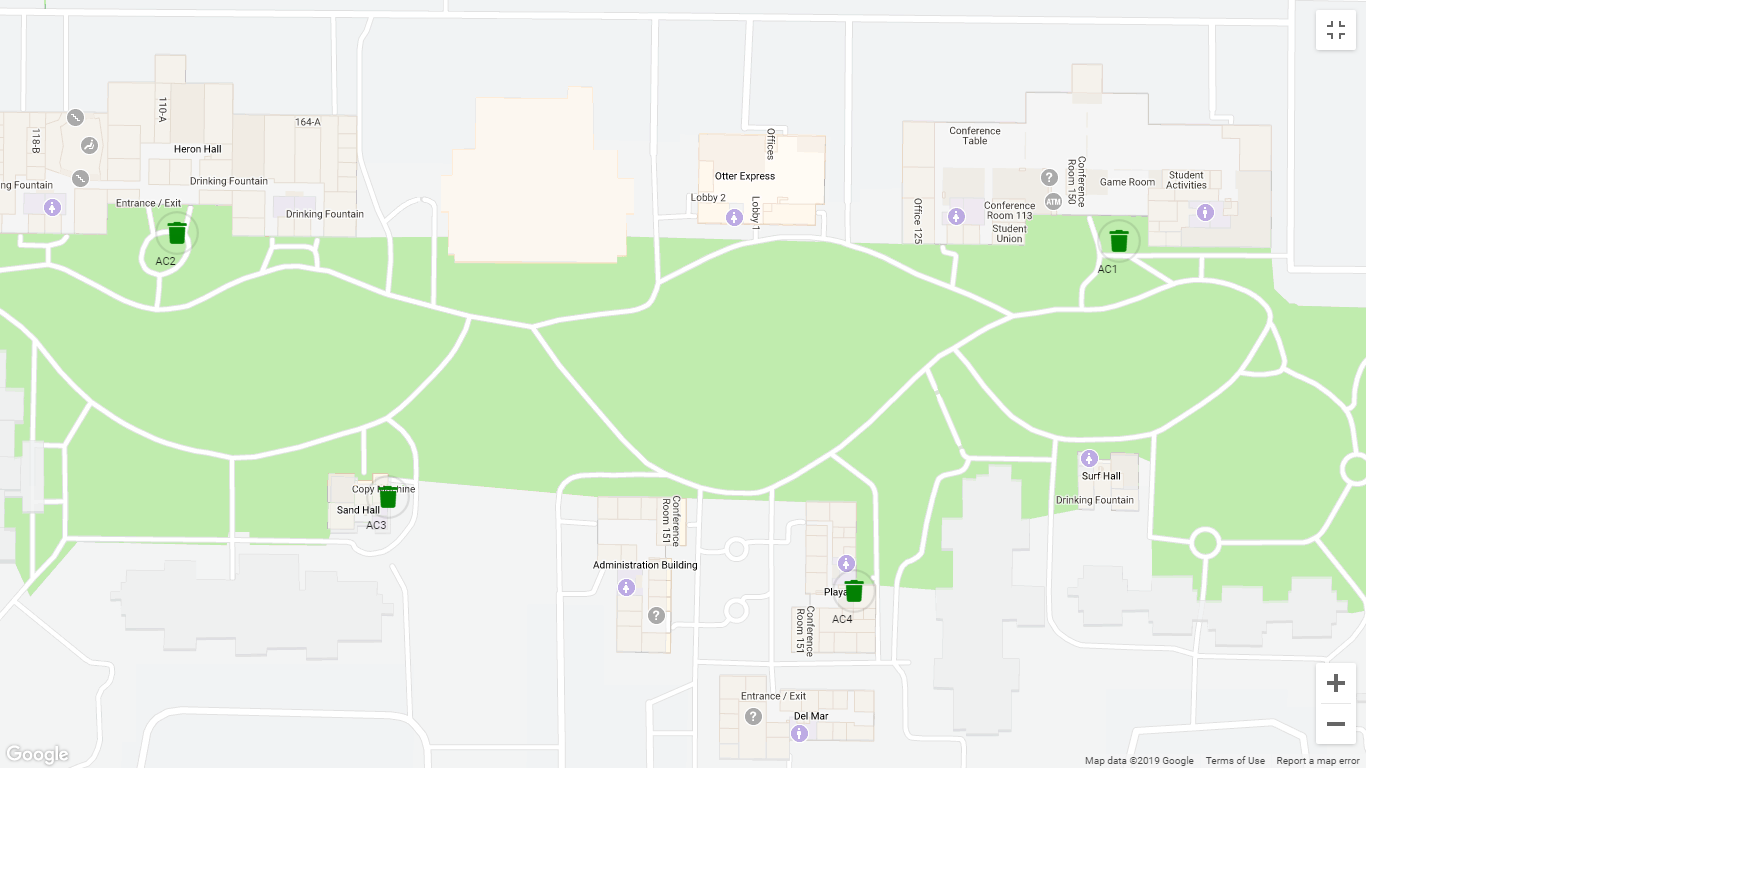 110-A
164-A
118-B
Heron Hall
ng Fountain
Drinking Fountain
Entrance / Exit
Drinking Fountain
AC2
Offices
Otter Express
Lobby 2
Lobby 1
Conference
Table
Conference
Room 150
Game Room
Student
Activities
ATM
Office 125
Conference
Room 113
Student
Union
AC1
Copy Machine
Sand Hall
AC3
Conference
Room 151
Administration Building
Surf Hall
Drinking Fountain
Playa
AC4
Conference
Room 151
Entrance / Exit
Del Mar
Google
Map data ©2019 Google
Terms of Use
Report a map error